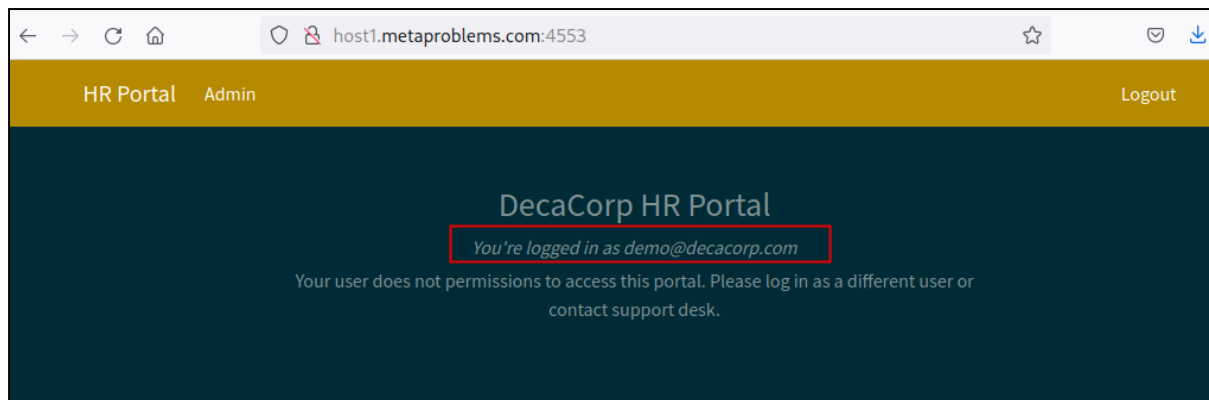 host1.metaproblems.com:4553
HR Portal Admin Logout
DecaCorp HR Portal
You're logged in as demo@decacorp.com
Your user does not permissions to access this portal. Please log in as a different user or
contact support desk.